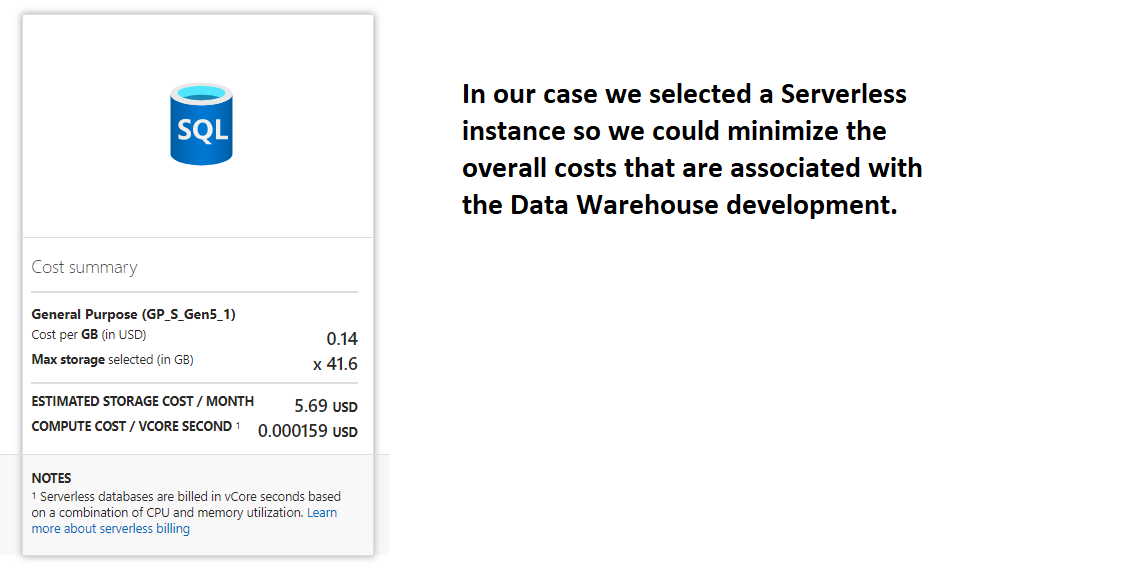 SQL
Cost summary
General Purpose (GP_S_Gen5_1)
Cost per GB (in USD) 0.14
Max storage selected (in GB) x 41.6
ESTIMATED STORAGE COST / MONTH 5.69 USD
COMPUTE COST / VCORE SECOND ¹ 0.000159 USD
NOTES
¹ Serverless databases are billed in vCore seconds based
on a combination of CPU and memory utilization. Learn
more about serverless billing
In our case we selected a Serverless
instance so we could minimize the
overall costs that are associated with
the Data Warehouse development.